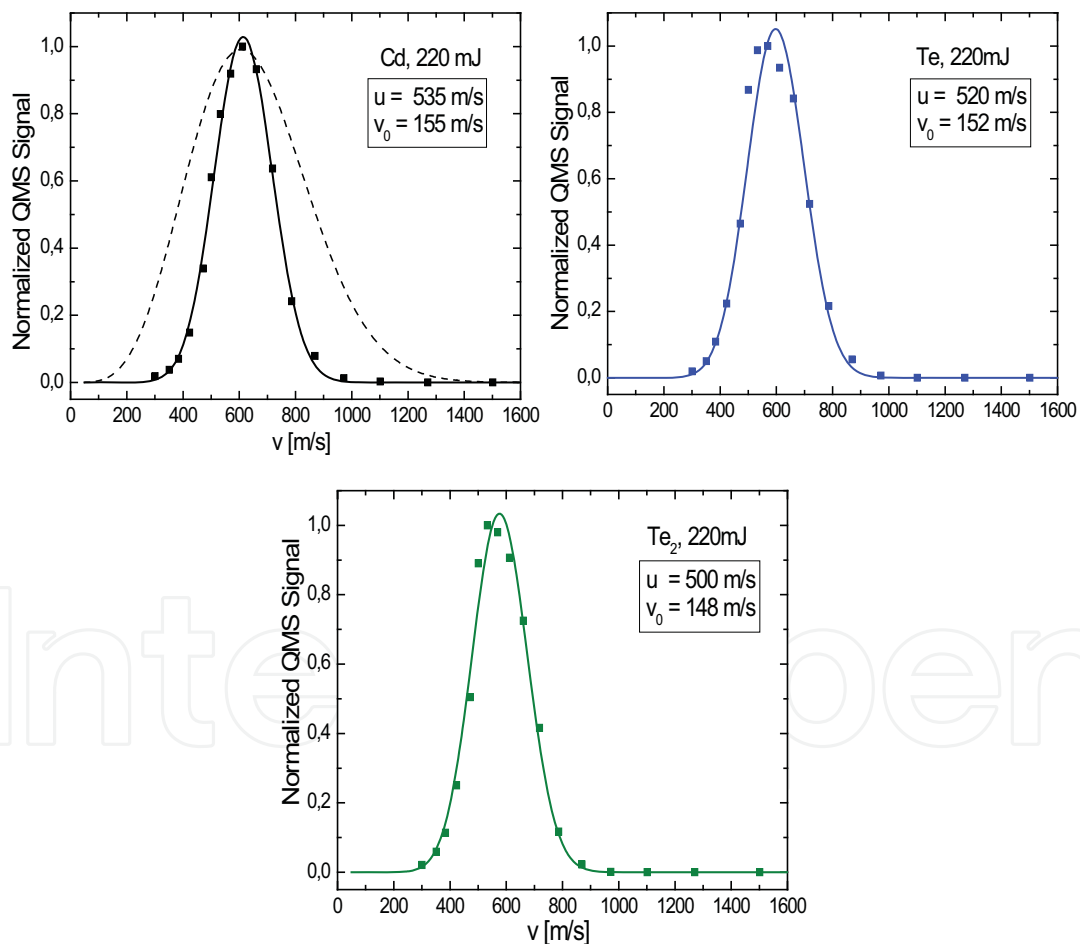 Cd, 220 mJ
u = 535 m/s
v₀ = 155 m/s
Normalized QMS Signal
1,0
0,8
0,6
0,4
0,2
0,0
0 200 400 600 800 1000 1200 1400 1600
v [m/s]
Te, 220mJ
u = 520 m/s
v₀ = 152 m/s
Normalized QMS Signal
1,0
0,8
0,6
0,4
0,2
0,0
0 200 400 600 800 1000 1200 1400 1600
Te₂, 220mJ
u = 500 m/s
v₀ = 148 m/s
Normalized QMS Signal
1,0
0,8
0,6
0,4
0,2
0,0
0 200 400 600 800 1000 1200 1400 1600
v [m/s]